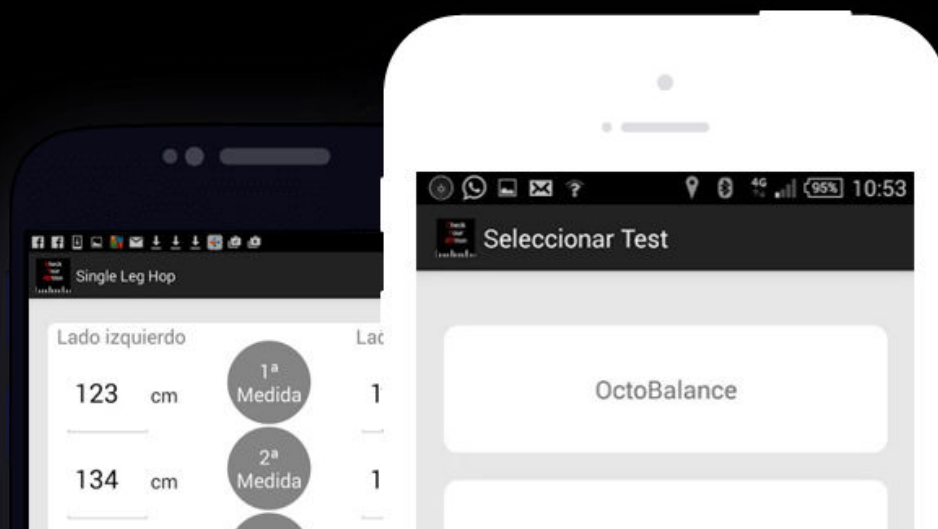 Single Leg Hop
Lado izquierdo
123 cm
1ª
Medida
134 cm
2ª
Medida
4G
95%
10:53
Seleccionar Test
OctoBalance